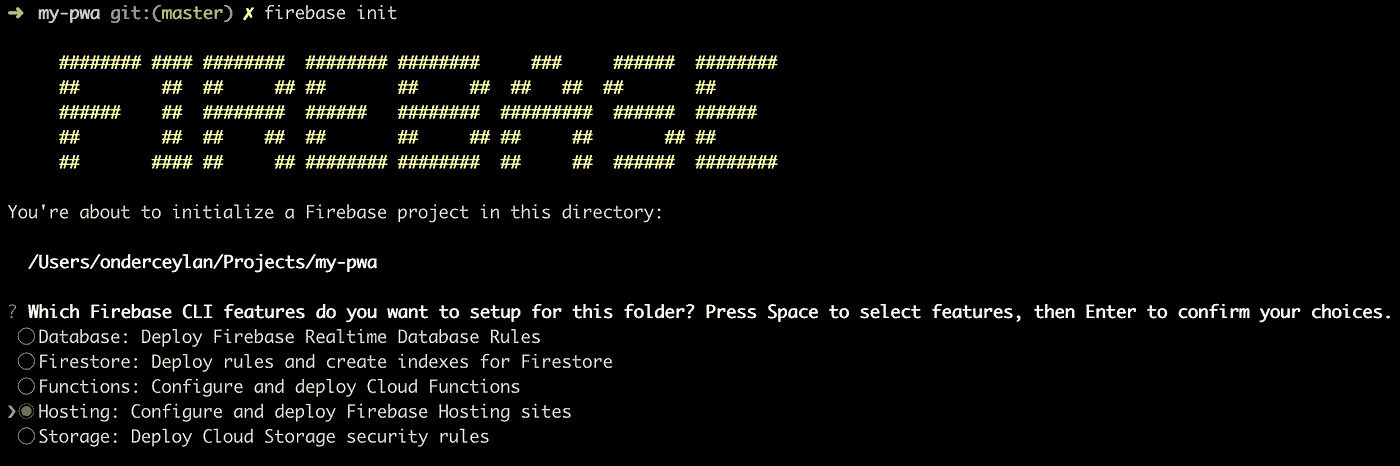 ➜ my-pwa git:(master) ✗ firebase init
######## #### ########  ######## ########     ###     ######  ########
##        ##  ##     ## ##       ##     ##  ##   ##  ##       ##
######    ##  ########  ######   ########  #########  ######  ######
##        ##  ##    ##  ##       ##     ## ##     ##       ## ##
##       #### ##     ## ######## ########  ##     ##  ######  ########
You're about to initialize a Firebase project in this directory:
/Users/onderceylan/Projects/my-pwa
? Which Firebase CLI features do you want to setup for this folder? Press Space to select features, then Enter to confirm your choices.
◯ Database: Deploy Firebase Realtime Database Rules
◯ Firestore: Deploy rules and create indexes for Firestore
◯ Functions: Configure and deploy Cloud Functions
❯◉ Hosting: Configure and deploy Firebase Hosting sites
◯ Storage: Deploy Cloud Storage security rules